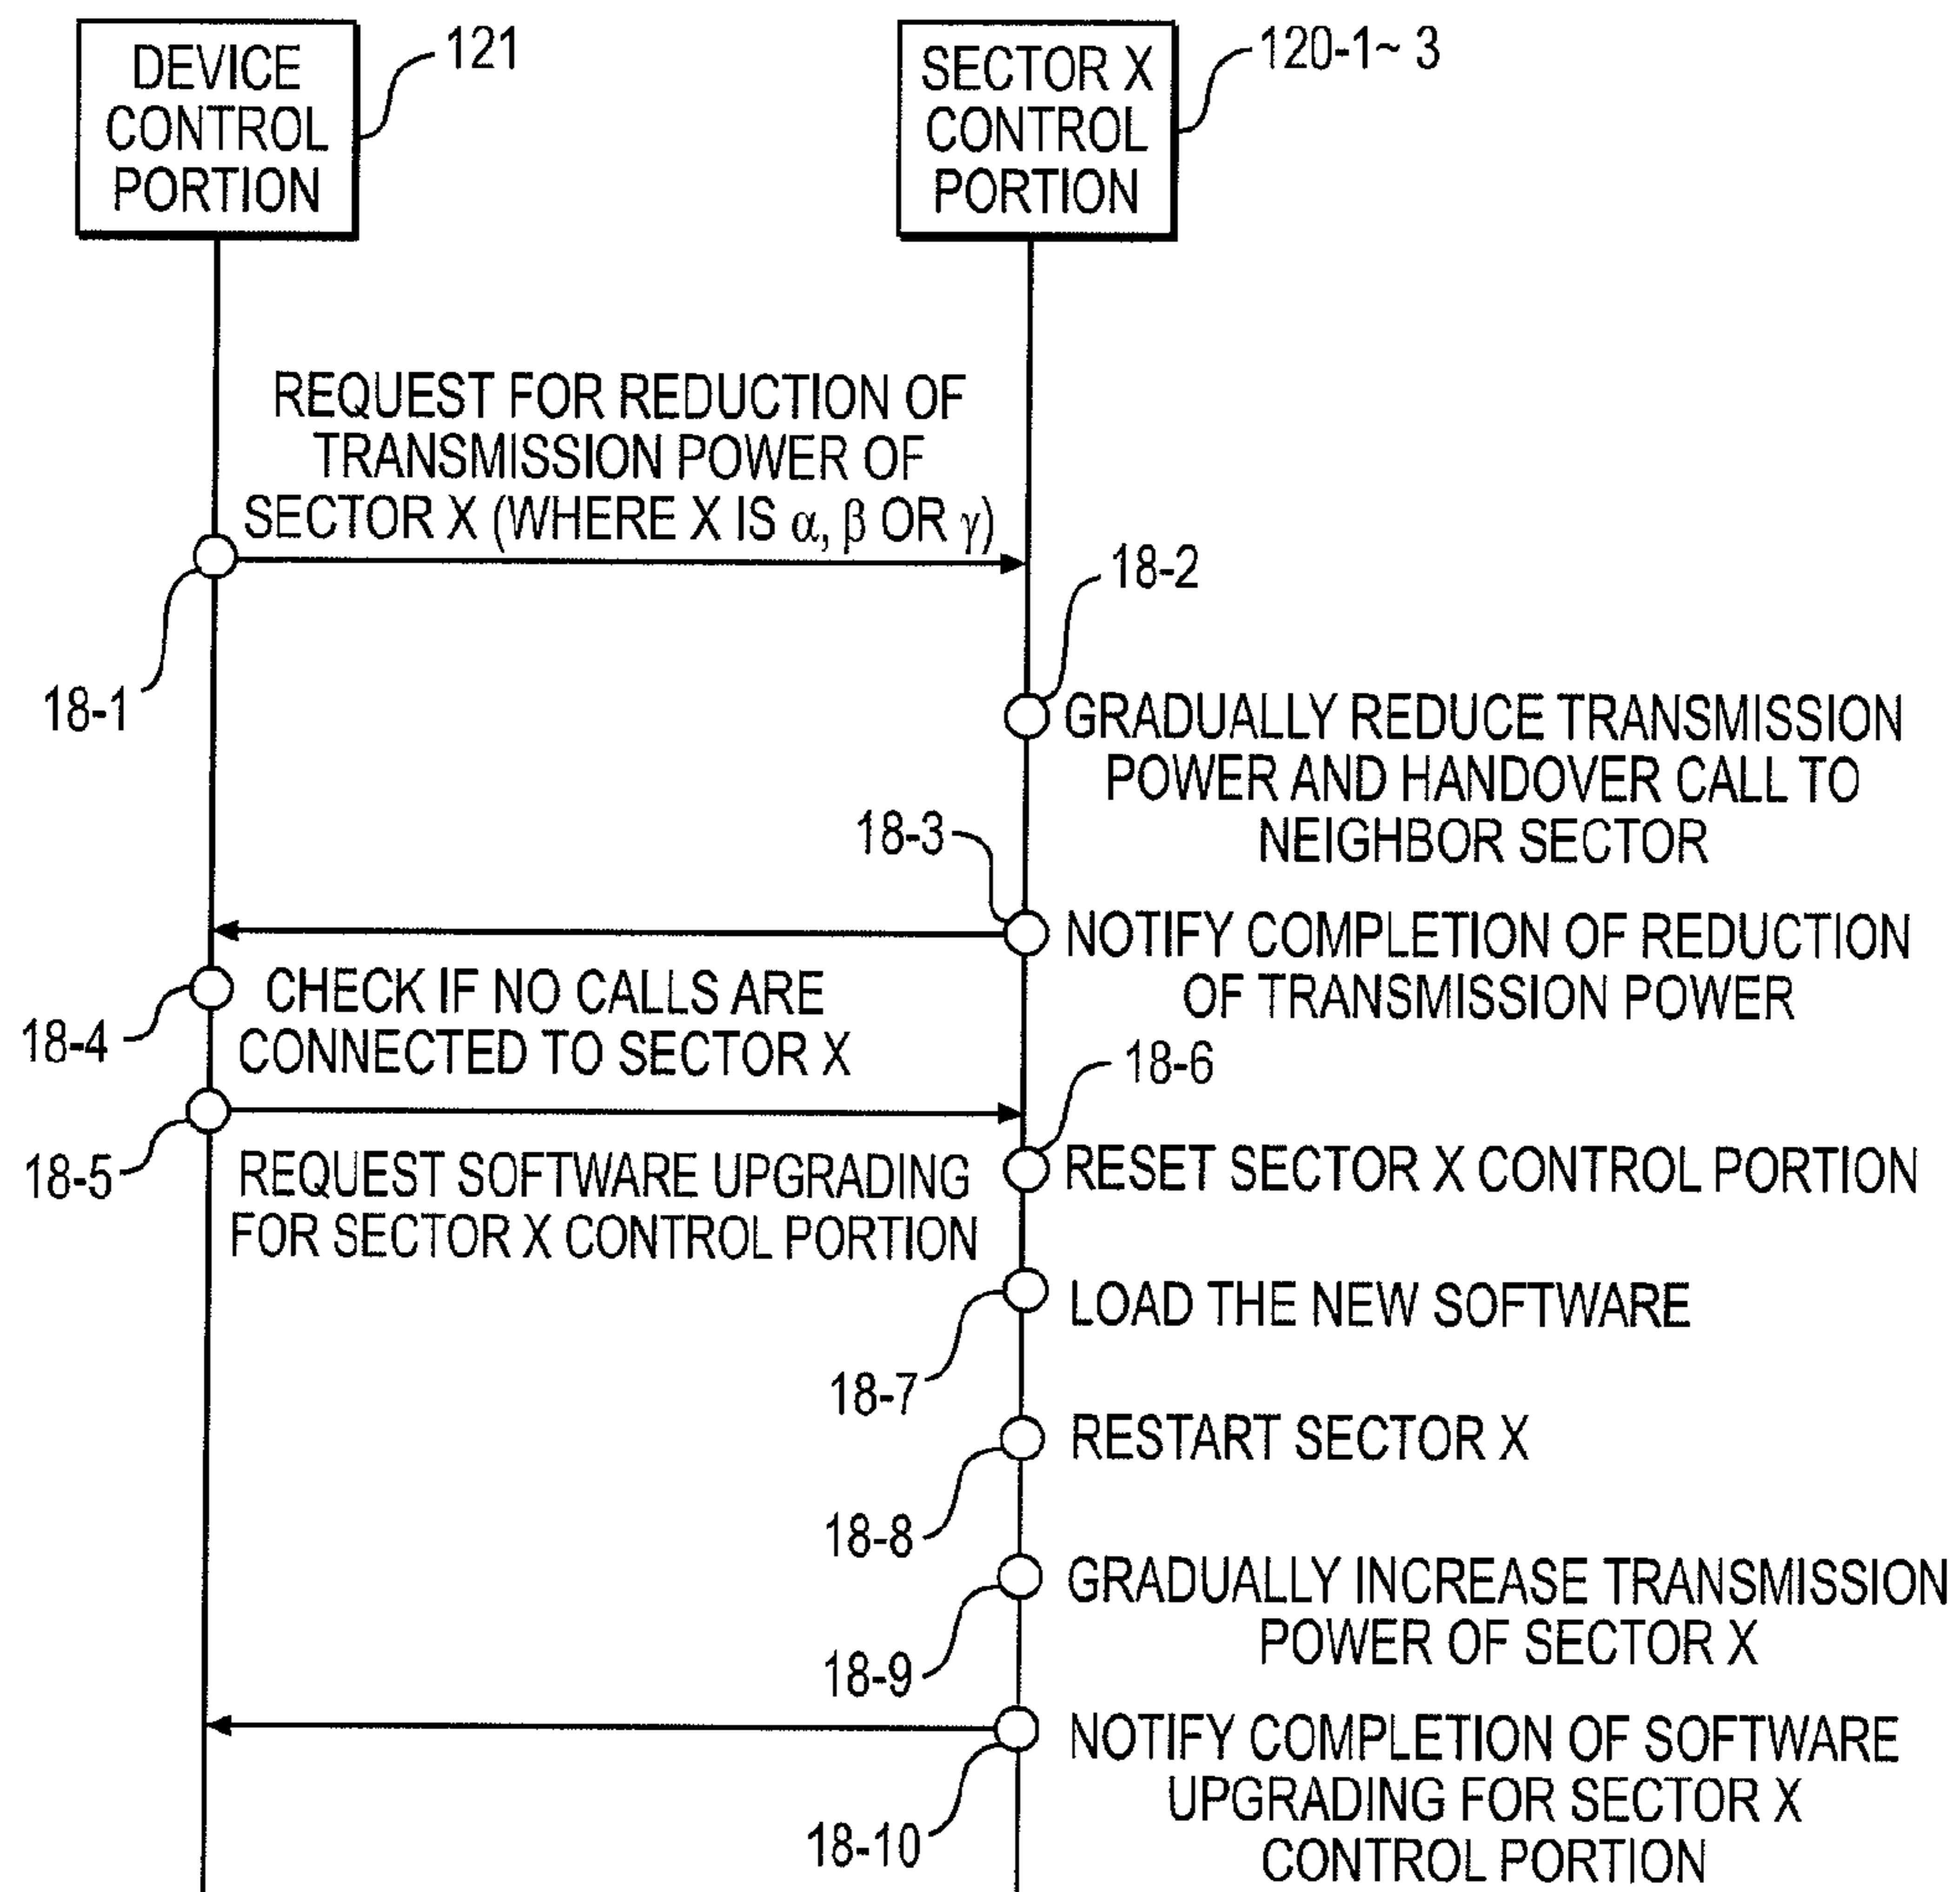 DEVICE
CONTROL
PORTION
121
SECTOR X
CONTROL
PORTION
120-1~3
REQUEST FOR REDUCTION OF
TRANSMISSION POWER OF
SECTOR X (WHERE X IS α, β OR γ)
18-1
18-2
GRADUALLY REDUCE TRANSMISSION
POWER AND HANDOVER CALL TO
NEIGHBOR SECTOR
18-3
NOTIFY COMPLETION OF REDUCTION
OF TRANSMISSION POWER
18-4
CHECK IF NO CALLS ARE
CONNECTED TO SECTOR X
18-5
REQUEST SOFTWARE UPGRADING
FOR SECTOR X CONTROL PORTION
18-6
RESET SECTOR X CONTROL PORTION
18-7
LOAD THE NEW SOFTWARE
18-8
RESTART SECTOR X
18-9
GRADUALLY INCREASE TRANSMISSION
POWER OF SECTOR X
18-10
NOTIFY COMPLETION OF SOFTWARE
UPGRADING FOR SECTOR X
CONTROL PORTION